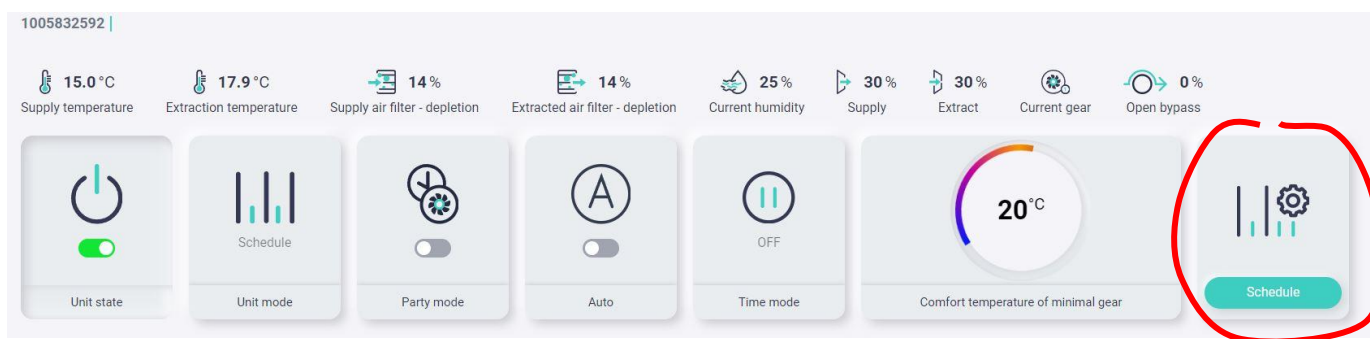 1005832592
15.0 °C
Supply temperature
17.9 °C
Extraction temperature
14 %
Supply air filter - depletion
14 %
Extracted air filter - depletion
25 %
Current humidity
30 %
Supply
30 %
Extract
Current gear
0 %
Open bypass
Unit state
Schedule
Unit mode
Party mode
A
Auto
OFF
Time mode
20°C
Comfort temperature of minimal gear
Schedule